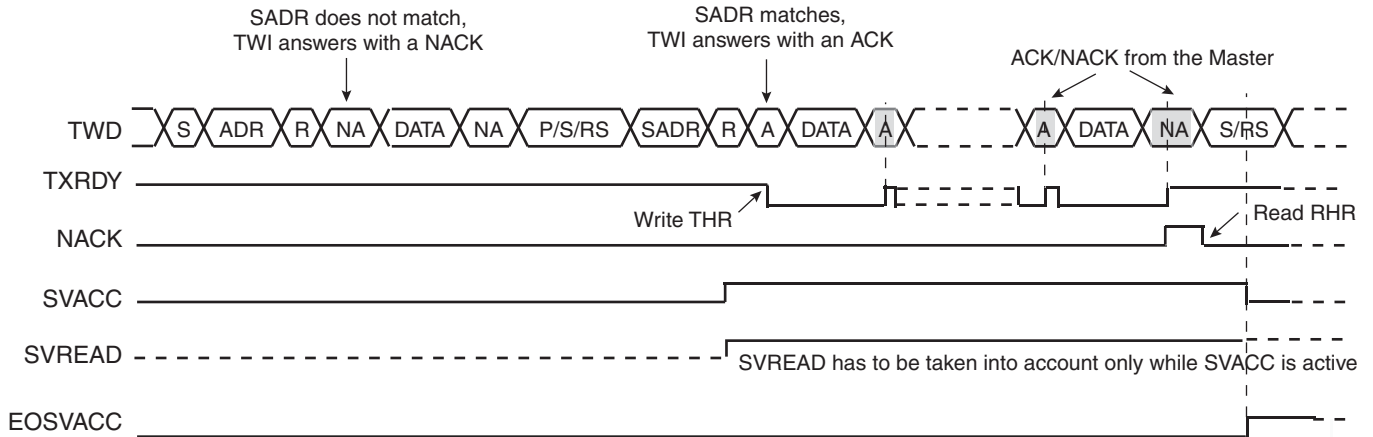 SADR does not match,
TWI answers with a NACK
SADR matches,
TWI answers with an ACK
ACK/NACK from the Master
TWD S ADR R NA DATA NA P/S/RS SADR R A DATA A A DATA NA S/RS
TXRDY
Write THR
Read RHR
NACK
SVACC
SVREAD
SVREAD has to be taken into account only while SVACC is active
EOSVACC